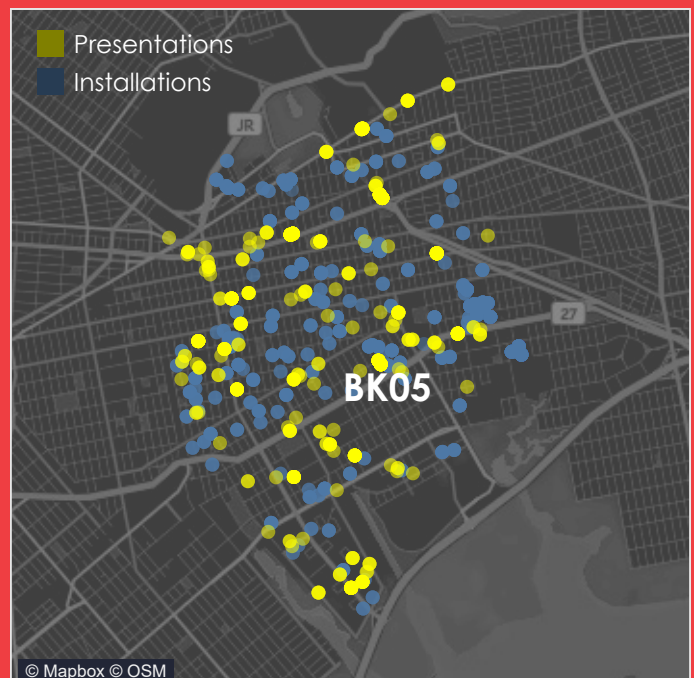 Presentations
Installations
JR
27
BK05
© Mapbox © OSM